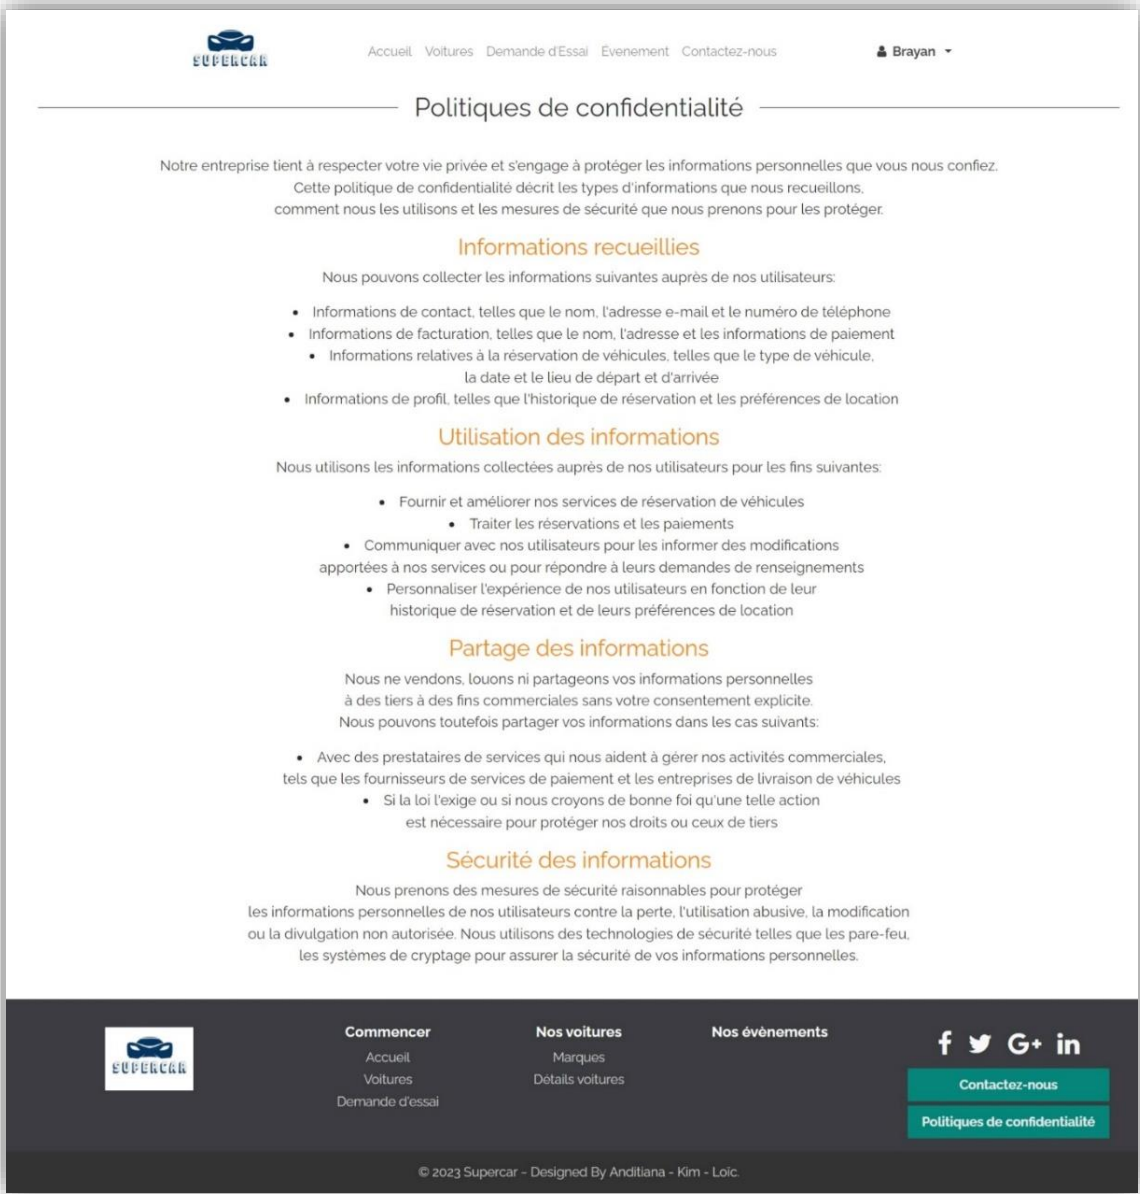 SUPERCAR
Accueil Voitures Demande d'Essai Évenement Contactez-nous
Brayan
Politiques de confidentialité
Notre entreprise tient à respecter votre vie privée et s'engage à protéger les informations personnelles que vous nous confiez.
Cette politique de confidentialité décrit les types d'informations que nous recueillons,
comment nous les utilisons et les mesures de sécurité que nous prenons pour les protéger.
Informations recueillies
Nous pouvons collecter les informations suivantes auprès de nos utilisateurs:
• Informations de contact, telles que le nom, l'adresse e-mail et le numéro de téléphone
• Informations de facturation, telles que le nom, l'adresse et les informations de paiement
• Informations relatives à la réservation de véhicules, telles que le type de véhicule,
la date et le lieu de départ et d'arrivée
• Informations de profil, telles que l'historique de réservation et les préférences de location
Utilisation des informations
Nous utilisons les informations collectées auprès de nos utilisateurs pour les fins suivantes:
• Fournir et améliorer nos services de réservation de véhicules
• Traiter les réservations et les paiements
• Communiquer avec nos utilisateurs pour les informer des modifications
apportées à nos services ou pour répondre à leurs demandes de renseignements
• Personnaliser l'expérience de nos utilisateurs en fonction de leur
historique de réservation et de leurs préférences de location
Partage des informations
Nous ne vendons, louons ni partageons vos informations personnelles
à des tiers à des fins commerciales sans votre consentement explicite.
Nous pouvons toutefois partager vos informations dans les cas suivants:
• Avec des prestataires de services qui nous aident à gérer nos activités commerciales,
tels que les fournisseurs de services de paiement et les entreprises de livraison de véhicules
• Si la loi l'exige ou si nous croyons de bonne foi qu'une telle action
est nécessaire pour protéger nos droits ou ceux de tiers
Sécurité des informations
Nous prenons des mesures de sécurité raisonnables pour protéger
les informations personnelles de nos utilisateurs contre la perte, l'utilisation abusive, la modification
ou la divulgation non autorisée. Nous utilisons des technologies de sécurité telles que les pare-feu,
les systèmes de cryptage pour assurer la sécurité de vos informations personnelles.
SUPERCAR
Commencer
Accueil
Voitures
Demande d'essai
Nos voitures
Marques
Détails voitures
Nos évènements
f G+ in
Contactez-nous
Politiques de confidentialité
© 2023 Supercar - Designed By Anditiana - Kim - Loïc.